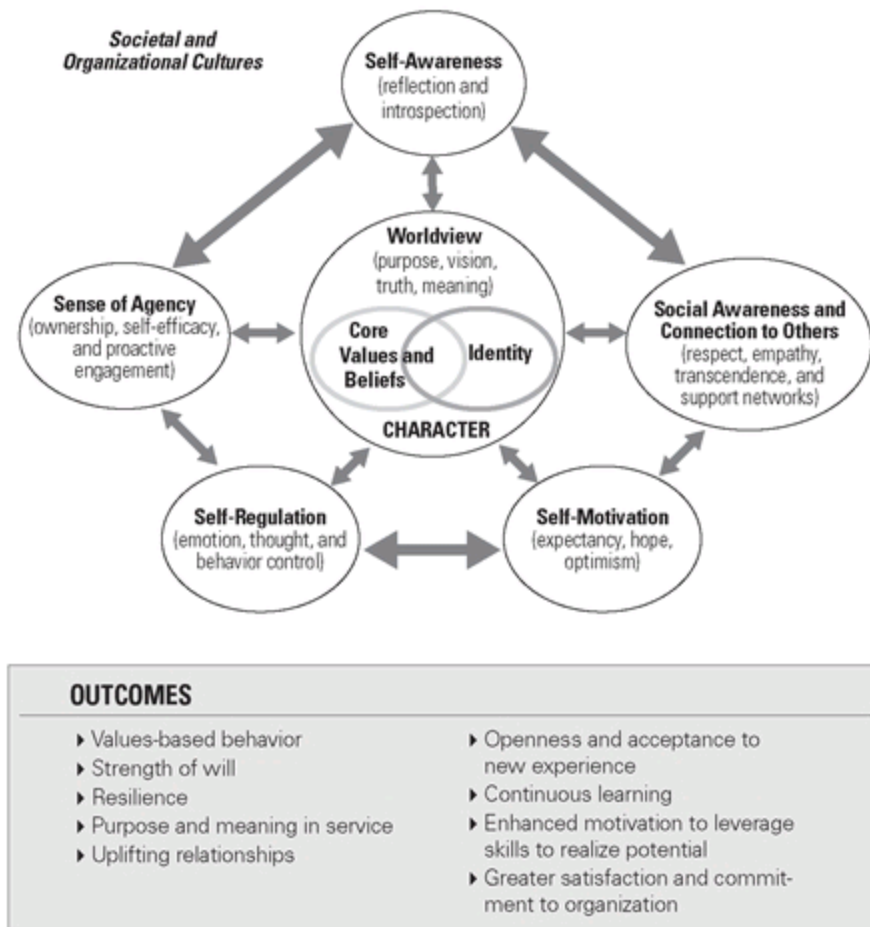 Societal and
Organizational Cultures
Self-Awareness
(reflection and
introspection)
Worldview
(purpose, vision,
truth, meaning)
Core
Values and
Beliefs
Identity
CHARACTER
Sense of Agency
(ownership, self-efficacy,
and proactive
engagement)
Social Awareness and
Connection to Others
(respect, empathy,
transcendence, and
support networks)
Self-Regulation
(emotion, thought, and
behavior control)
Self-Motivation
(expectancy, hope,
optimism)
OUTCOMES
Values-based behavior
Strength of will
Resilience
Purpose and meaning in service
Uplifting relationships
Openness and acceptance to
new experience
Continuous learning
Enhanced motivation to leverage
skills to realize potential
Greater satisfaction and commit-
ment to organization